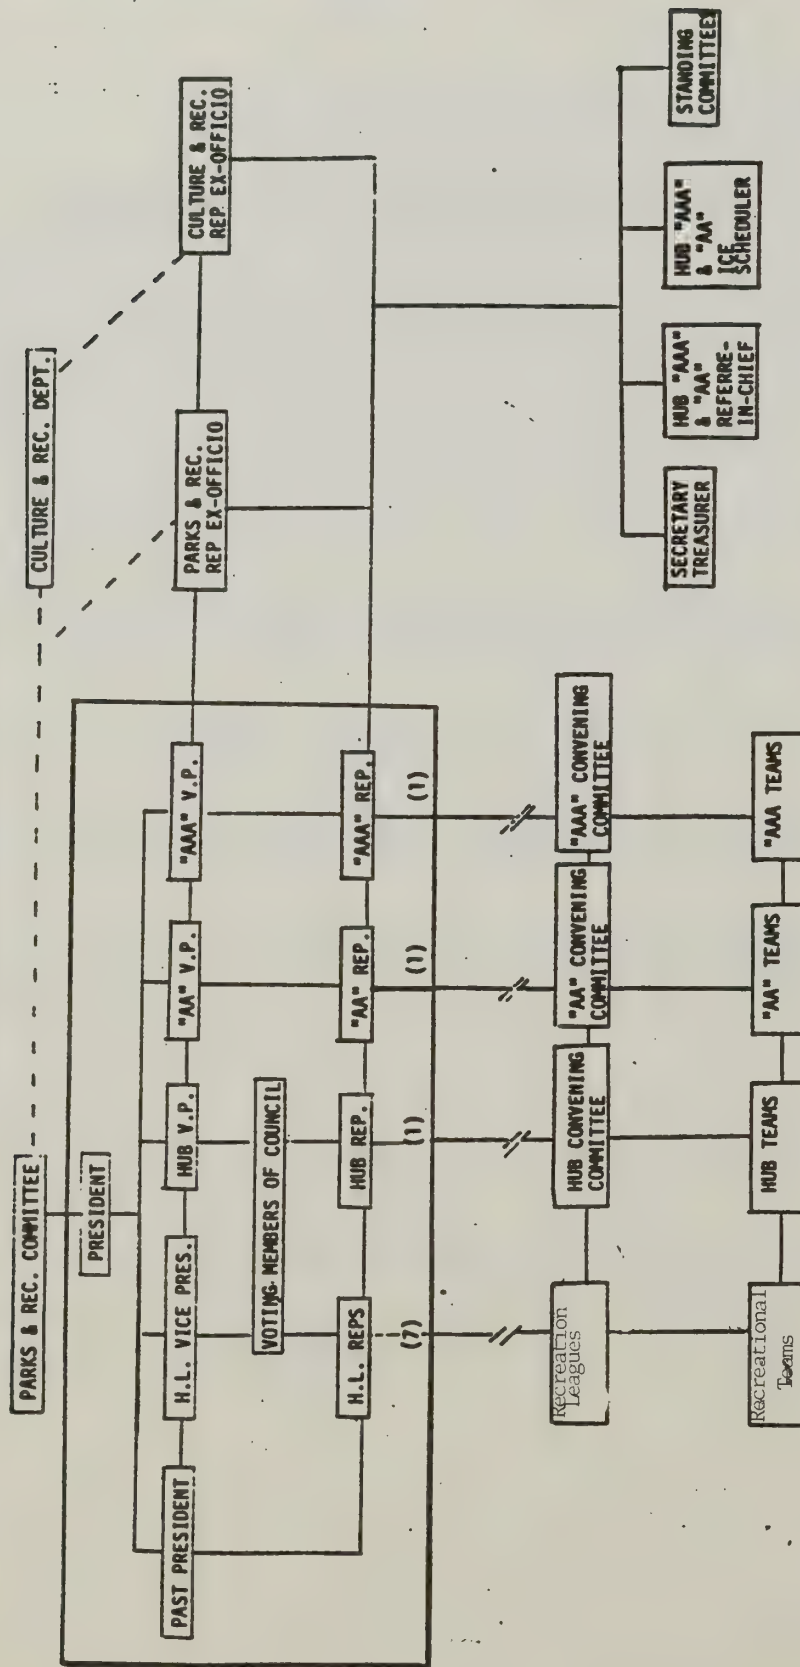 PARKS & REC. COMMITTEE
CULTURE & REC. DEPT.
PRESIDENT
PAST PRESIDENT
H.L. VICE PRES.
HUB V.P.
"AA" V.P.
"AAA" V.P.
PARKS & REC.
REP EX-OFFICIO
CULTURE & REC.
REP. EX-OFFICIO
VOTING MEMBERS OF COUNCIL
H.L. REPS
HUB REP.
"AA" REP.
"AAA" REP.
(7)
(1)
(1)
(1)
Recreation
Leagues
HUB CONVENING
COMMITTEE
"AA" CONVENING
COMMITTEE
"AAA" CONVENING
COMMITTEE
SECRETARY
TREASURER
HUB "AAA"
& "AA"
REFERRE-
IN-CHIEF
HUB "AAA"
& "AA"
ICE
SCHEDULER
STANDING
COMMITTEES
Recreational
Teams
HUB TEAMS
"AA" TEAMS
"AAA TEAMS